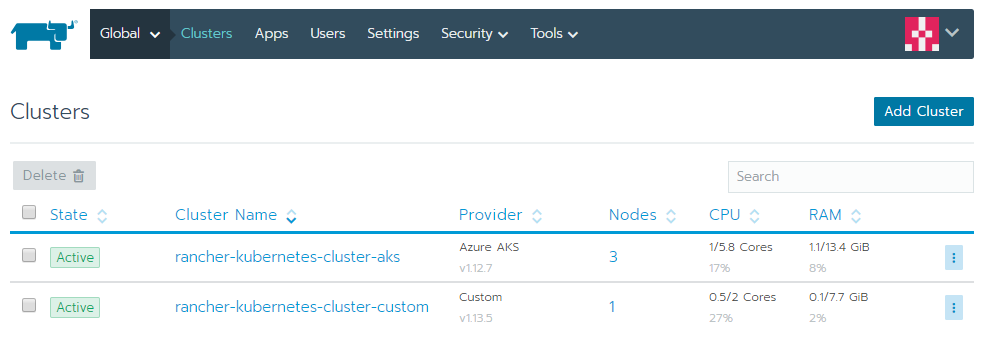 Global Clusters Apps Users Settings Security Tools
Clusters Add Cluster
Delete Search
State Cluster Name Provider Nodes CPU RAM
Active rancher-kubernetes-cluster-aks Azure AKS 3 1/5.8 Cores 1.1/13.4 GiB
v1.12.7 17% 8%
Active rancher-kubernetes-cluster-custom Custom 1 0.5/2 Cores 0.1/7.7 GiB
v1.13.5 27% 2%